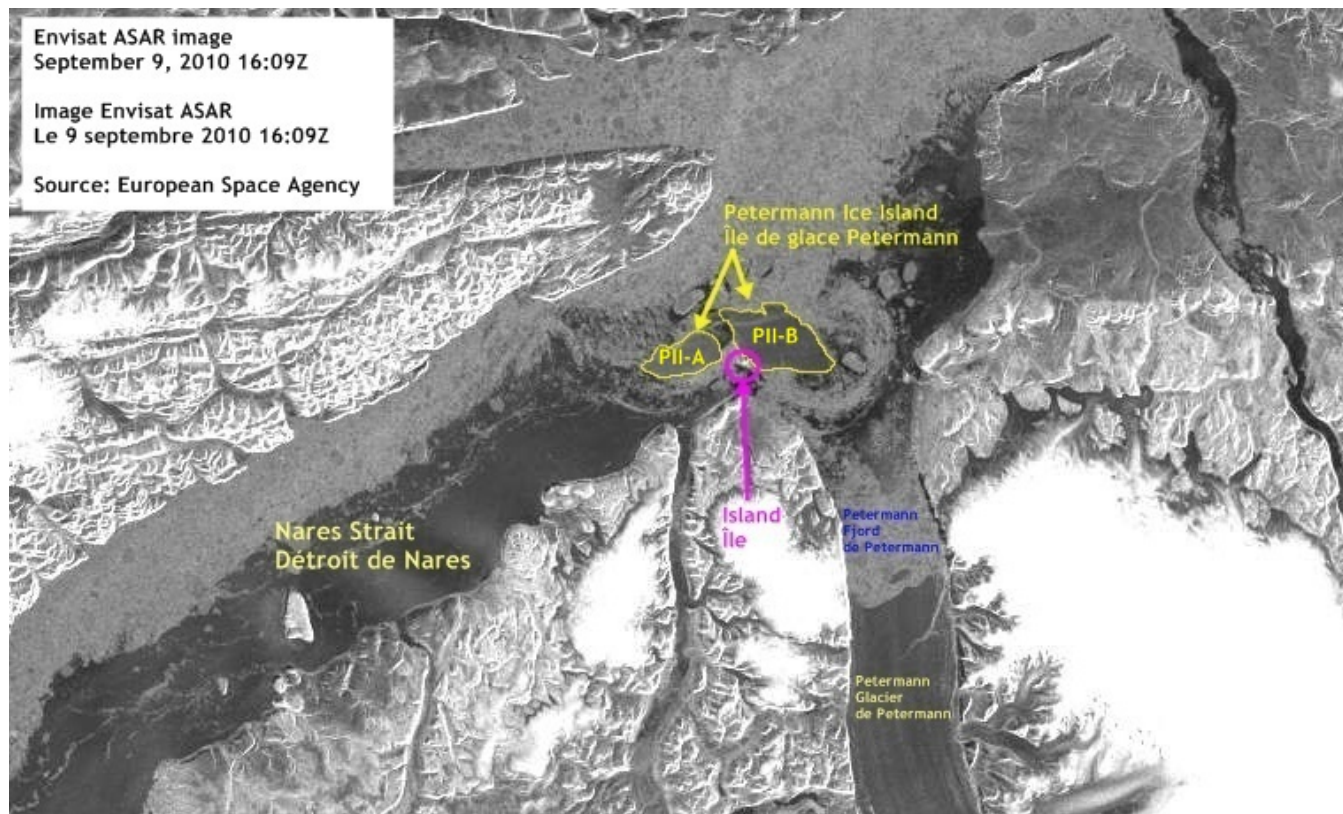 Envisat ASAR image
September 9, 2010 16:09Z
Image Envisat ASAR
Le 9 septembre 2010 16:09Z
Source: European Space Agency
Petermann Ice Island
Île de glace Petermann
PII-A
PII-B
Island
Île
Nares Strait
Détroit de Nares
Petermann
Fjord
de Petermann
Petermann
Glacier
de Petermann